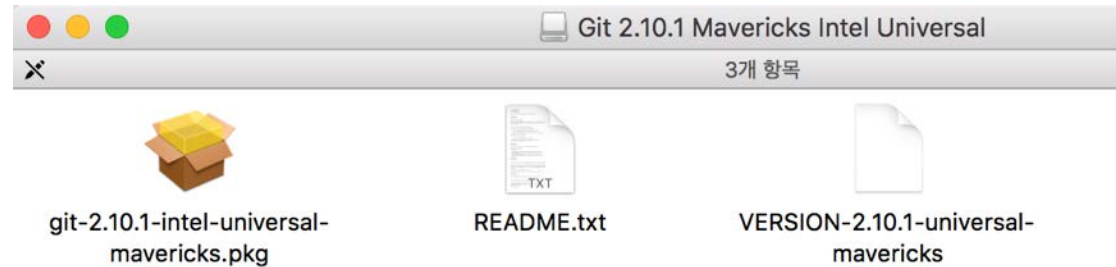 Git 2.10.1 Mavericks Intel Universal
3개 항목
TXT
git-2.10.1-intel-universal-
mavericks.pkg
README.txt
VERSION-2.10.1-universal-
mavericks